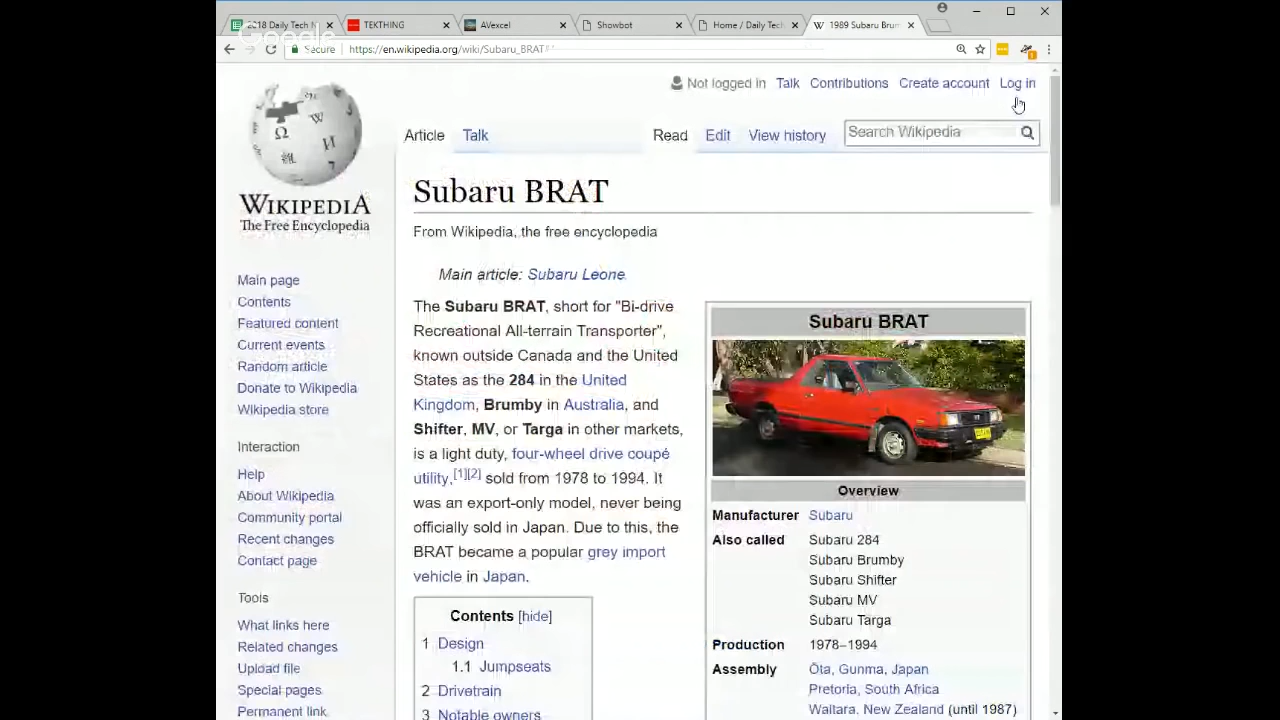 2018 Daily Tech N
TEKTHING
AVexcel
Showbot
Home / Daily Tech
1989 Subaru Brum
Google
Secure
https://en.wikipedia.org/wiki/Subaru_BRAT#
Not logged in Talk Contributions Create account Log in
Article Talk Read Edit View history Search Wikipedia
WIKIPEDIA
The Free Encyclopedia
Main page
Contents
Featured content
Current events
Random article
Donate to Wikipedia
Wikipedia store
Interaction
Help
About Wikipedia
Community portal
Recent changes
Contact page
Tools
What links here
Related changes
Upload file
Special pages
Permanent link
Subaru BRAT
From Wikipedia, the free encyclopedia
Main article: Subaru Leone.
The Subaru BRAT, short for "Bi-drive
Recreational All-terrain Transporter",
known outside Canada and the United
States as the 284 in the United
Kingdom, Brumby in Australia, and
Shifter, MV, or Targa in other markets,
is a light duty, four-wheel drive coupé
utility,[1][2] sold from 1978 to 1994. It
was an export-only model, never being
officially sold in Japan. Due to this, the
BRAT became a popular grey import
vehicle in Japan.
Contents [hide]
1 Design
1.1 Jumpseats
2 Drivetrain
3 Notable owners
Subaru BRAT
Overview
Manufacturer Subaru
Also called Subaru 284
Subaru Brumby
Subaru Shifter
Subaru MV
Subaru Targa
Production 1978–1994
Assembly Ōta, Gunma, Japan
Pretoria, South Africa
Waitara, New Zealand (until 1987)